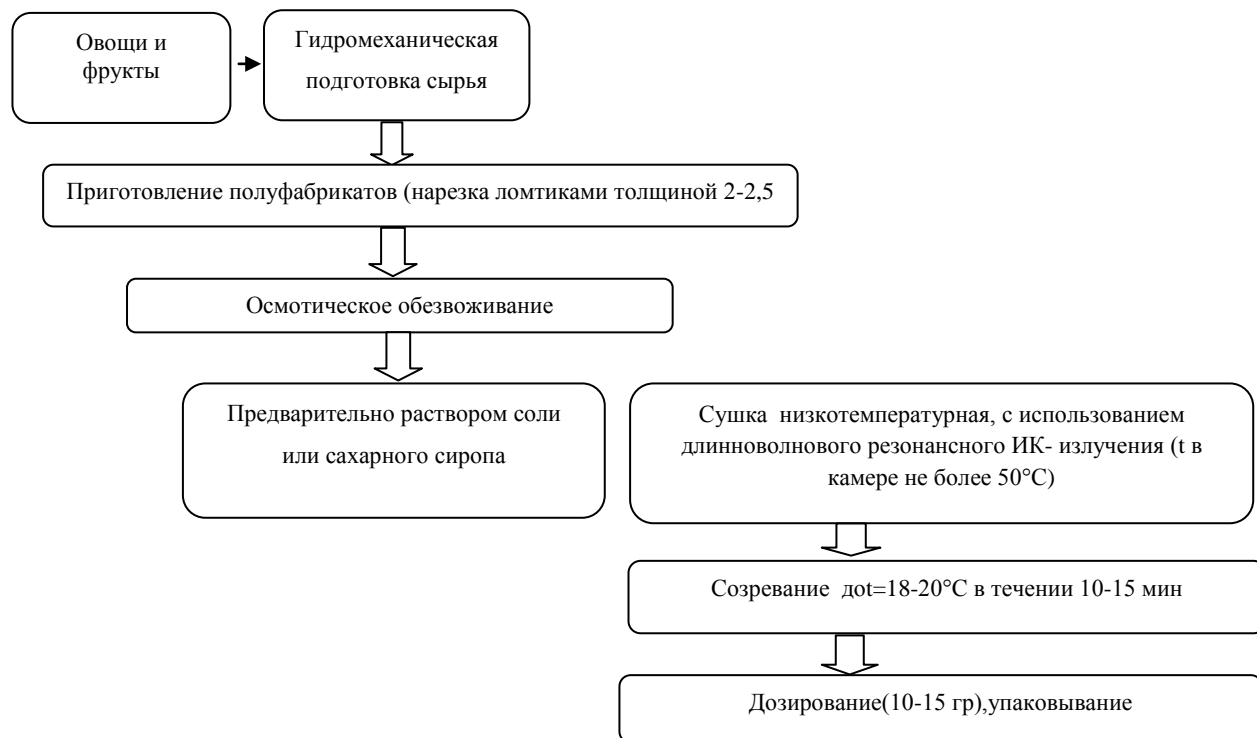 Овощи и
фрукты
Гидромеханическая
подготовка сырья
Приготовление полуфабрикатов (нарезка ломтиками толщиной 2-2,5
Осмотическое обезвоживание
Предварительно раствором соли
или сахарного сиропа
Сушка низкотемпературная, с использованием
длинноволнового резонансного ИК- излучения (t в
камере не более 50°С)
Созревание дот=18-20°С в течении 10-15 мин
Дозирование(10-15 гр),упаковывание